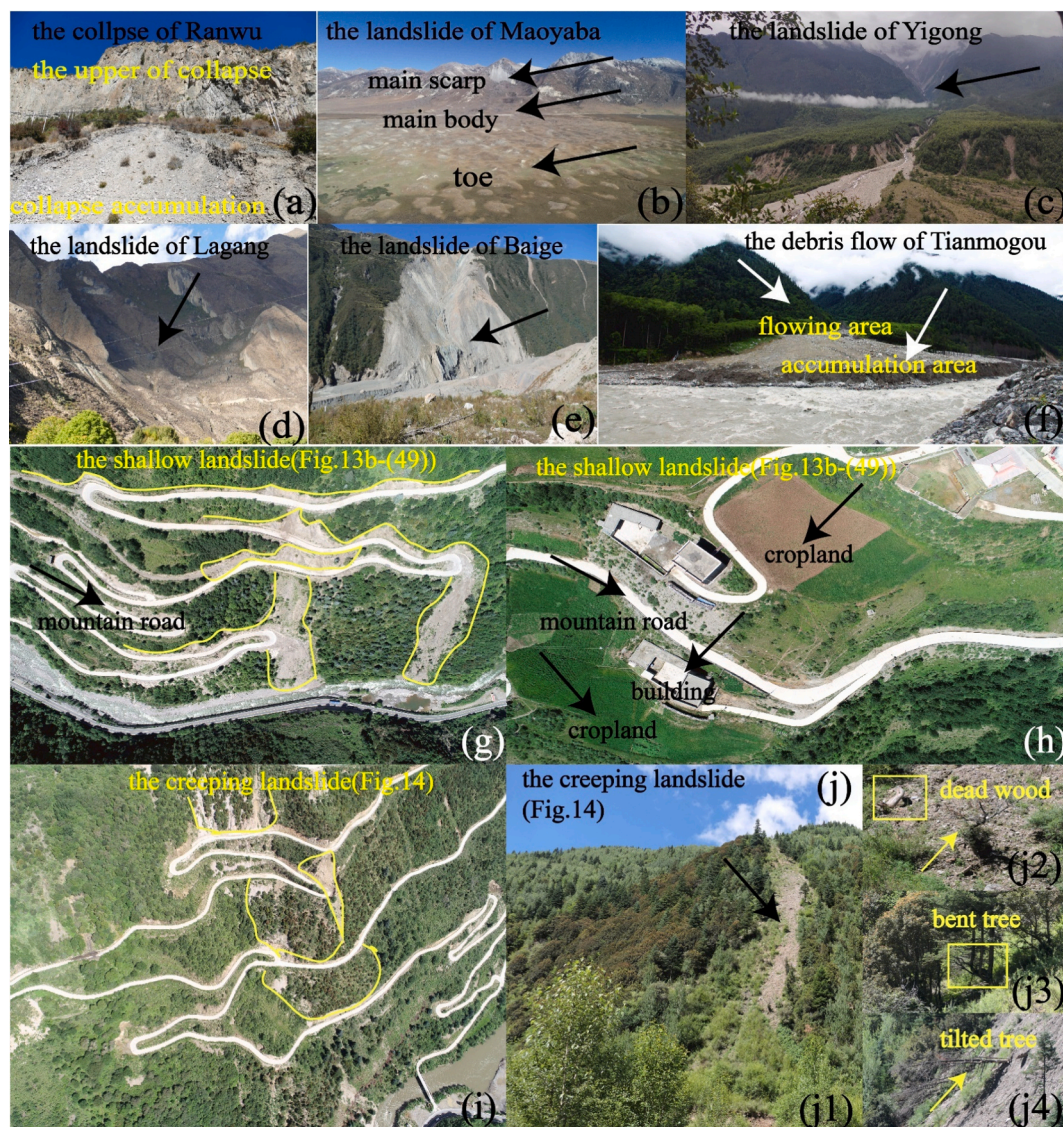 the collpse of Ranwu
the upper of collapse
collapse accumulation
(a)
the landslide of Maoyaba
main scarp
main body
toe
(b)
the landslide of Yigong
(c)
the landslide of Lagang
(d)
the landslide of Baige
(e)
the debris flow of Tianmogou
flowing area
accumulation area
(f)
the shallow landslide(Fig.13b-(49))
mountain road
(g)
the shallow landslide(Fig.13b-(49))
cropland
mountain road
building
cropland
(h)
the creeping landslide(Fig.14)
(i)
the creeping landslide
(Fig.14)
(j)
(j1)
dead wood
(j2)
bent tree
(j3)
tilted tree
(j4)